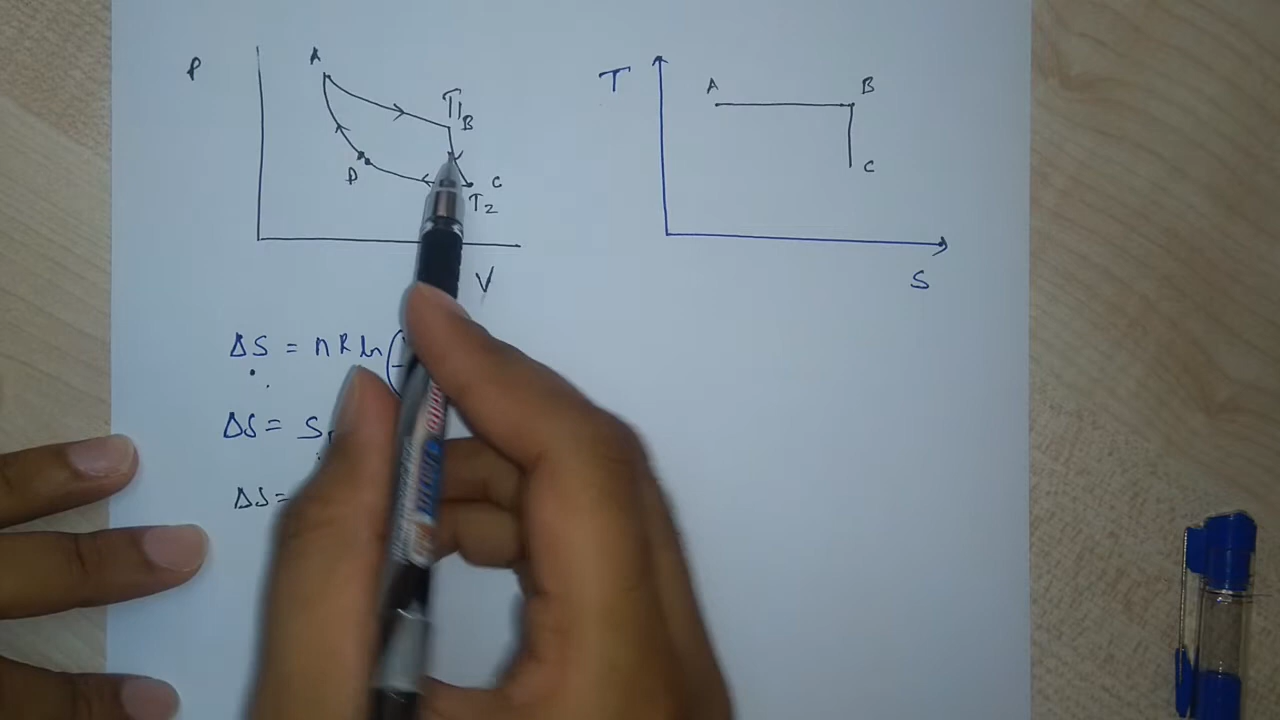 P
A
T1
B
D
C
T2
V
T
A
B
C
S
ΔS = nR ln(
ΔS = S
ΔS =